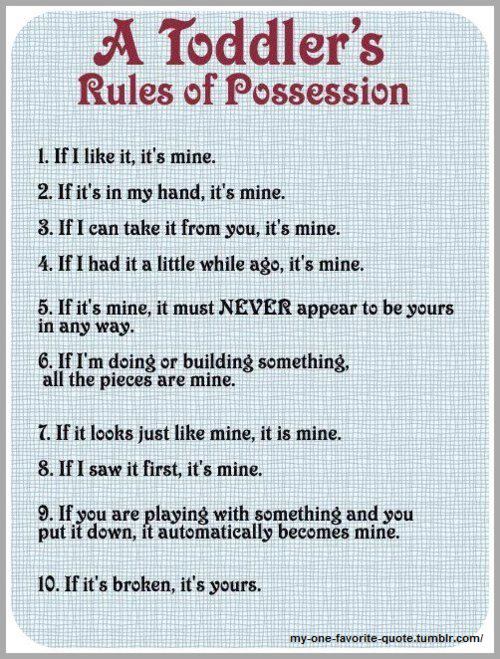 A Toddler's
Rules of Possession
1. If I like it, it's mine.
2. If it's in my hand, it's mine.
3. If I can take it from you, it's mine.
4. If I had it a little while ago, it's mine.
5. If it's mine, it must NEVER appear to be yours
in any way.
6. If I'm doing or building something,
all the pieces are mine.
7. If it looks just like mine, it is mine.
8. If I saw it first, it's mine.
9. If you are playing with something and you
put it down, it automatically becomes mine.
10. If it's broken, it's yours.
my-one-favorite-quote.tumblr.com/